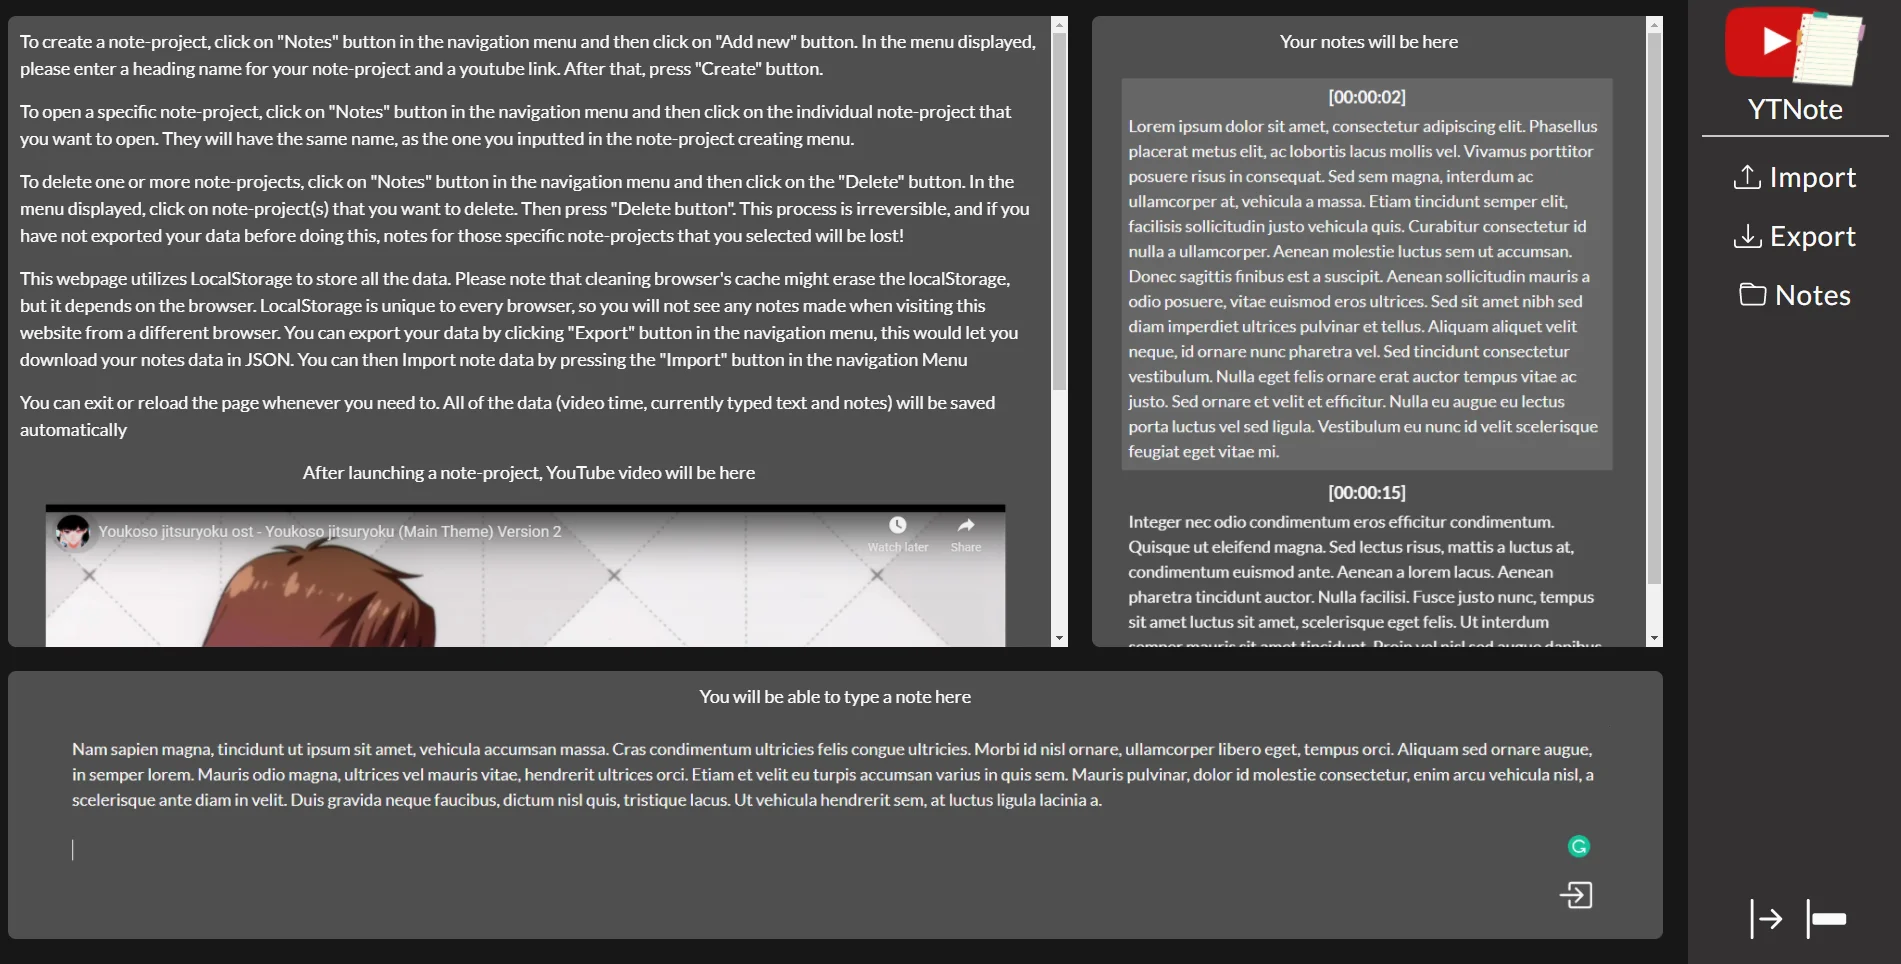 To create a note-project, click on "Notes" button in the navigation menu and then click on "Add new" button. In the menu displayed,
please enter a heading name for your note-project and a youtube link. After that, press "Create" button.
To open a specific note-project, click on "Notes" button in the navigation menu and then click on the individual note-project that
you want to open. They will have the same name, as the one you inputted in the note-project creating menu.
To delete one or more note-projects, click on "Notes" button in the navigation menu and then click on the "Delete" button. In the
menu displayed, click on note-project(s) that you want to delete. Then press "Delete button". This process is irreversible, and if you
have not exported your data before doing this, notes for those specific note-projects that you selected will be lost!
This webpage utilizes LocalStorage to store all the data. Please note that cleaning browser's cache might erase the localStorage,
but it depends on the browser. LocalStorage is unique to every browser, so you will not see any notes made when visiting this
website from a different browser. You can export your data by clicking "Export" button in the navigation menu, this would let you
download your notes data in JSON. You can then Import note data by pressing the "Import" button in the navigation Menu
You can exit or reload the page whenever you need to. All of the data (video time, currently typed text and notes) will be saved
automatically
After launching a note-project, YouTube video will be here
Youkoso jitsuryoku ost - Youkoso jitsuryoku (Main Theme) Version 2
Watch later
Share
Your notes will be here
[00:00:02]
Lorem ipsum dolor sit amet, consectetur adipiscing elit. Phasellus
placerat metus elit, ac lobortis lacus mollis vel. Vivamus porttitor
posuere risus in consequat. Sed sem magna, interdum ac
ullamcorper at, vehicula a massa. Etiam tincidunt semper elit,
facilisis sollicitudin justo vehicula quis. Curabitur consectetur id
nulla a ullamcorper. Aenean molestie luctus sem ut accumsan.
Donec sagittis finibus est a suscipit. Aenean sollicitudin mauris a
odio posuere, vitae euismod eros ultrices. Sed sit amet nibh sed
diam imperdiet ultrices pulvinar et tellus. Aliquam aliquet velit
neque, id ornare nunc pharetra vel. Sed tincidunt consectetur
vestibulum. Nulla eget felis ornare erat auctor tempus vitae ac
justo. Sed ornare et velit et efficitur. Nulla eu augue eu lectus
porta luctus vel sed ligula. Vestibulum eu nunc id velit scelerisque
feugiat eget vitae mi.
[00:00:15]
Integer nec odio condimentum eros efficitur condimentum.
Quisque ut eleifend magna. Sed lectus risus, mattis a luctus at,
condimentum euismod ante. Aenean a lorem lacus. Aenean
pharetra tincidunt auctor. Nulla facilisi. Fusce justo nunc, tempus
sit amet luctus sit amet, scelerisque eget felis. Ut interdum
semper mauris sit amet tincidunt. Proin vel nisl sed augue dapibus
You will be able to type a note here
Nam sapien magna, tincidunt ut ipsum sit amet, vehicula accumsan massa. Cras condimentum ultricies felis congue ultricies. Morbi id nisl ornare, ullamcorper libero eget, tempus orci. Aliquam sed ornare augue,
in semper lorem. Mauris odio magna, ultrices vel mauris vitae, hendrerit ultrices orci. Etiam et velit eu turpis accumsan varius in quis sem. Mauris pulvinar, dolor id molestie consectetur, enim arcu vehicula nisl, a
scelerisque ante diam in velit. Duis gravida neque faucibus, dictum nisl quis, tristique lacus. Ut vehicula hendrerit sem, at luctus ligula lacinia a.
YTNote
Import
Export
Notes